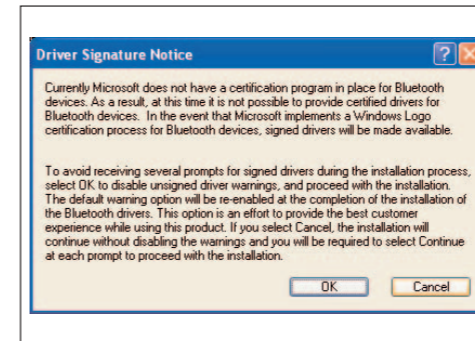 Driver Signature Notice
Currently Microsoft does not have a certification program in place for Bluetooth
devices. As a result, at this time it is not possible to provide certified drivers for
Bluetooth devices.  In the event that Microsoft implements a Windows Logo
certification process for Bluetooth devices, signed drivers will be made available.
To avoid receiving several prompts for signed drivers during the installation process,
select OK to disable unsigned driver warnings, and proceed with the installation.
The default warning option will be re-enabled at the completion of the installation of
the Bluetooth drivers. This option is an effort to provide the best customer
experience while using this product. If you select Cancel, the installation will
continue without disabling the warnings and you will be required to select Continue
at each prompt to proceed with the installation.
OK Cancel